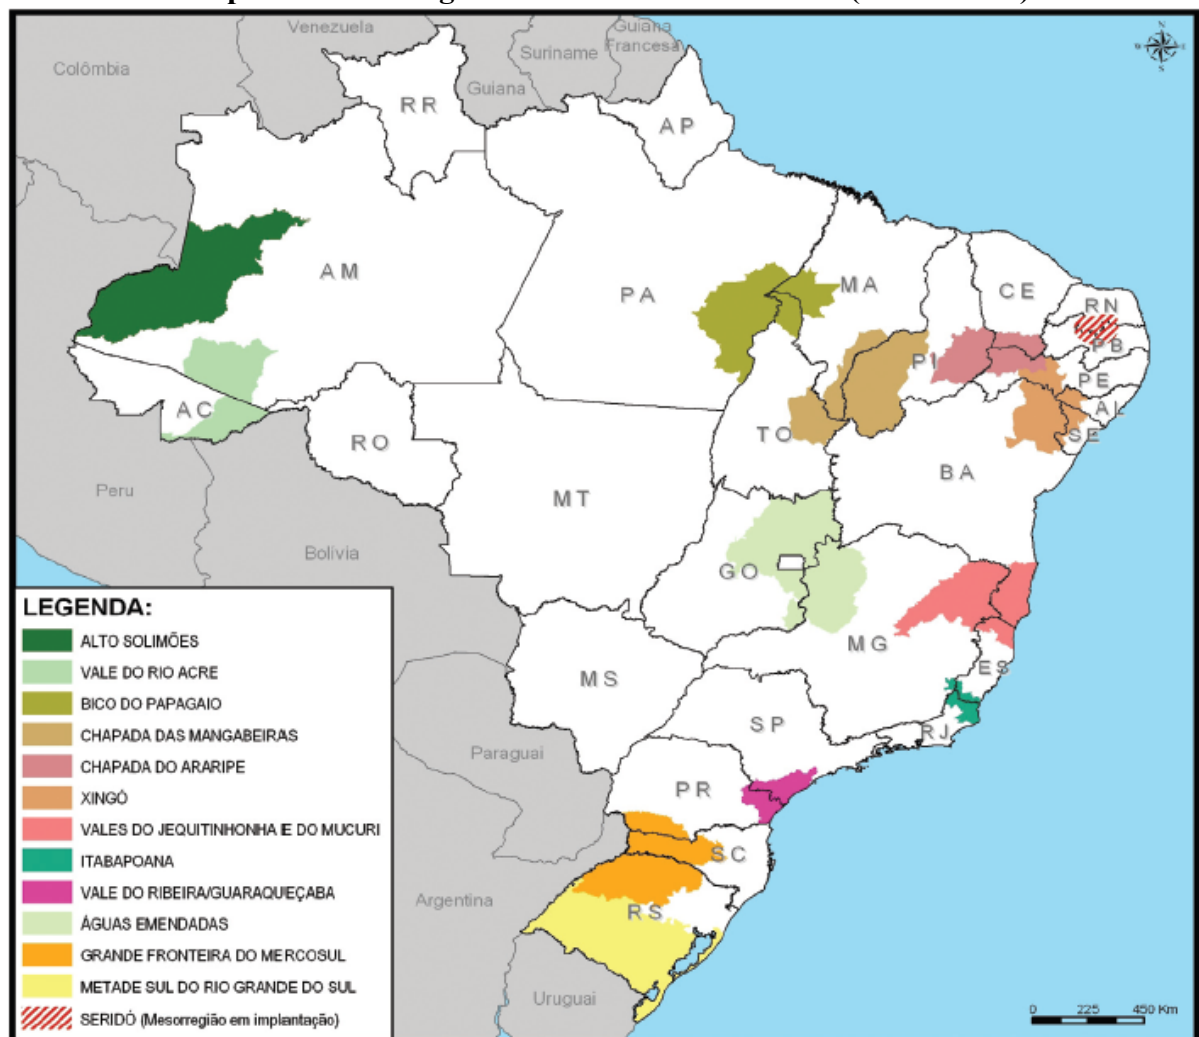 Venezuela
Guiana
Francesa
Suriname
Colômbia
Guiana
N
RR
AP
AM
PA
MA
CE
RN
PB
PI
PE
AC
AL
TO
SE
RO
BA
Peru
MT
Bolívia
GO
MG
MS
ES
SP
RJ
Paraguai
PR
SC
Argentina
RS
Uruguai
LEGENDA:
ALTO SOLIMÕES
VALE DO RIO ACRE
BICO DO PAPAGAIO
CHAPADA DAS MANGABEIRAS
CHAPADA DO ARARIPE
XINGÓ
VALES DO JEQUITINHONHA E DO MUCURI
ITABAPOANA
VALE DO RIBEIRA/GUARAQUEÇABA
ÁGUAS EMENDADAS
GRANDE FRONTEIRA DO MERCOSUL
METADE SUL DO RIO GRANDE DO SUL
SERIDÓ (Mesorregião em implantação)
0 225 450 Km